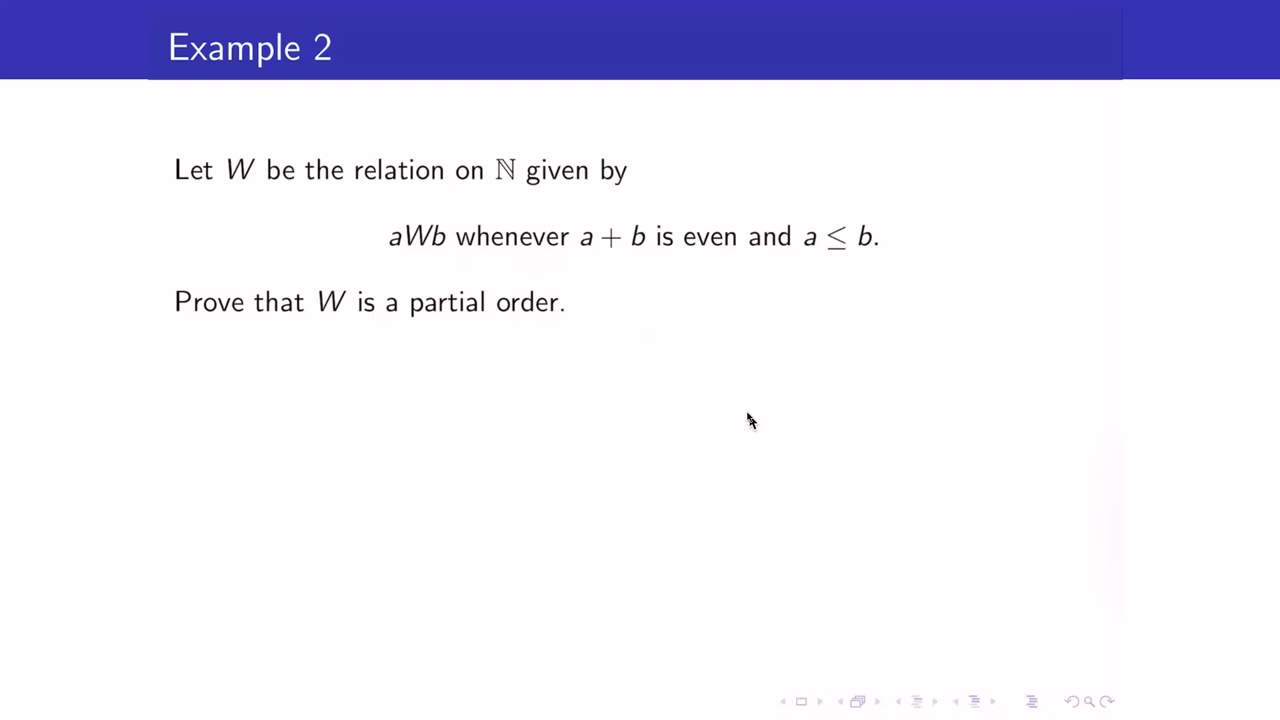 Example 2
Let W be the relation on ℕ given by
aWb whenever a + b is even and a ≤ b.
Prove that W is a partial order.